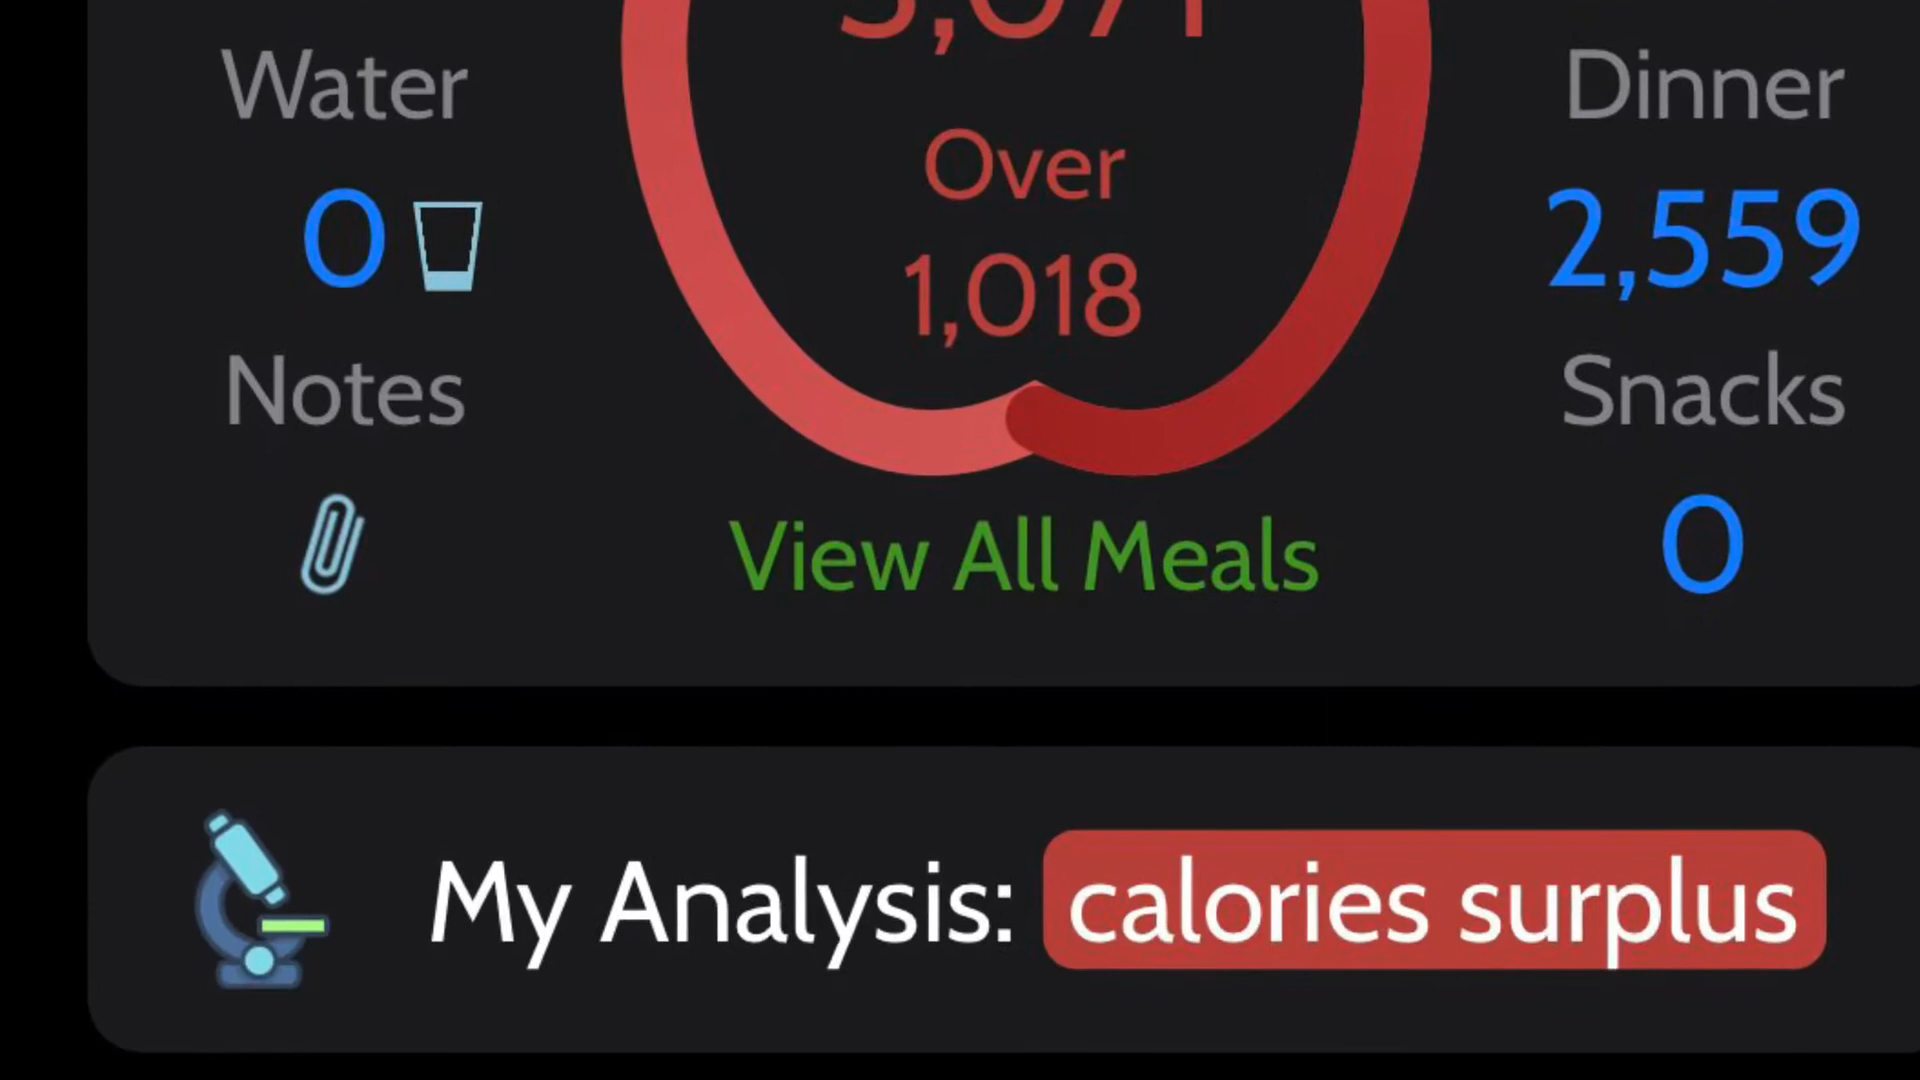 Water
0
Notes
Over
1,018
View All Meals
Dinner
2,559
Snacks
0
My Analysis: calories surplus